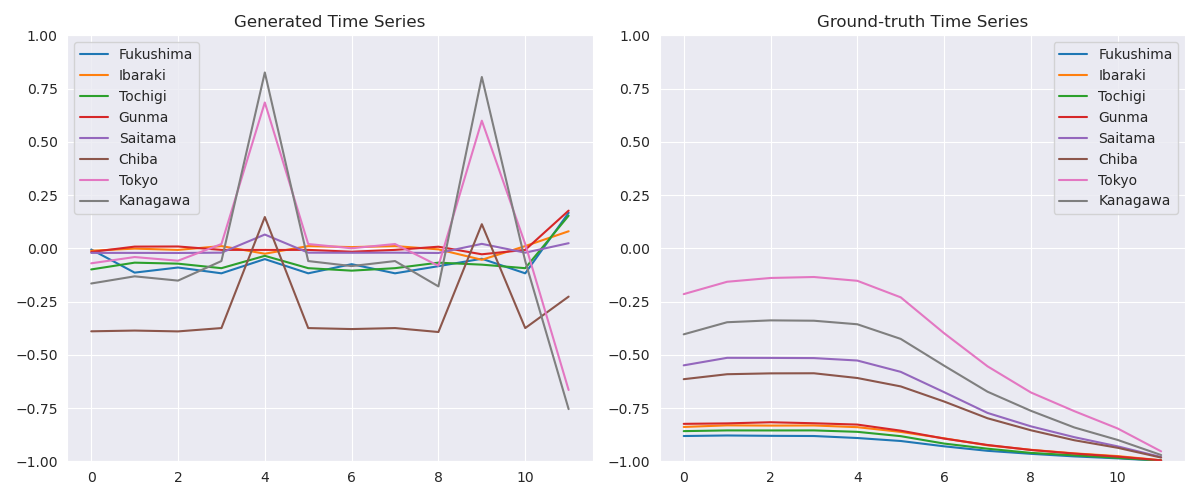 Generated Time Series
1.00
0.75
0.50
0.25
0.00
−0.25
−0.50
−0.75
−1.00
0 2 4 6 8 10
Fukushima
Ibaraki
Tochigi
Gunma
Saitama
Chiba
Tokyo
Kanagawa
Ground-truth Time Series
1.00
0.75
0.50
0.25
0.00
−0.25
−0.50
−0.75
−1.00
0 2 4 6 8 10
Fukushima
Ibaraki
Tochigi
Gunma
Saitama
Chiba
Tokyo
Kanagawa